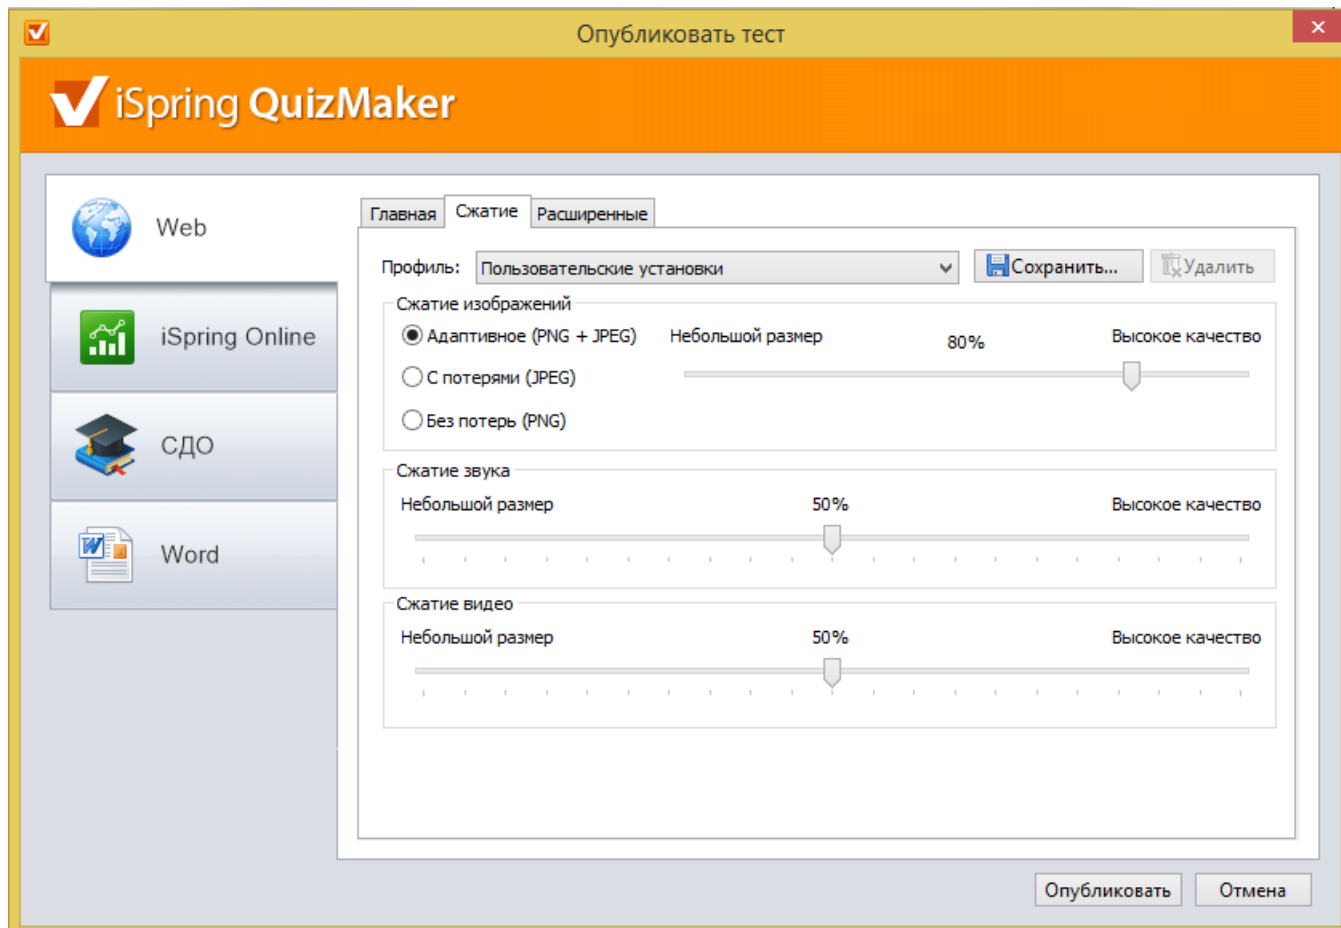 Опубликовать тест
iSpring QuizMaker
Web
iSpring Online
СДО
Word
Главная Сжатие Расширенные
Профиль: Пользовательские установки Сохранить... Удалить
Сжатие изображений
Адаптивное (PNG + JPEG) Небольшой размер 80% Высокое качество
С потерями (JPEG)
Без потерь (PNG)
Сжатие звука
Небольшой размер 50% Высокое качество
Сжатие видео
Небольшой размер 50% Высокое качество
Опубликовать Отмена